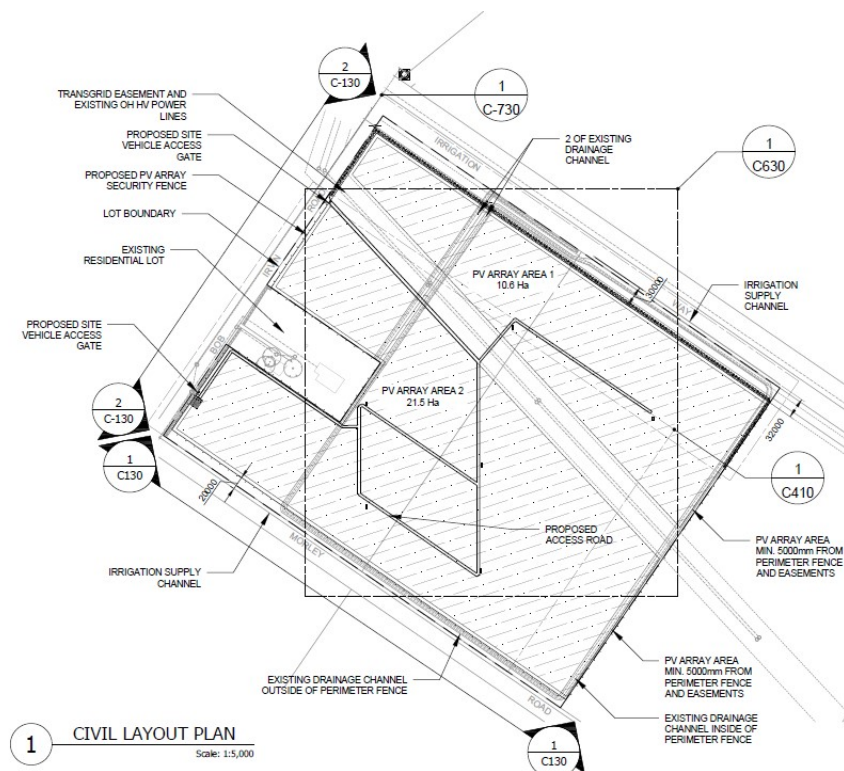 2
C-130
1
C-730
TRANSGRID EASEMENT AND
EXISTING OH HV POWER
LINES
PROPOSED SITE
VEHICLE ACCESS
GATE
PROPOSED PV ARRAY
SECURITY FENCE
LOT BOUNDARY
EXISTING
RESIDENTIAL LOT
PROPOSED SITE
VEHICLE ACCESS
GATE
IRRIGATION
WAY
2 OF EXISTING
DRAINAGE
CHANNEL
1
C630
BOB
IRVIN
PV ARRAY AREA 1
10.6 Ha
30000
IRRIGATION
SUPPLY
CHANNEL
PV ARRAY AREA 2
21.5 Ha
2
C-130
1
C130
32000
1
C410
20000
PROPOSED
ACCESS ROAD
MORLEY
ROAD
IRRIGATION SUPPLY
CHANNEL
PV ARRAY AREA
MIN. 5000mm FROM
PERIMETER FENCE
AND EASEMENTS
EXISTING DRAINAGE CHANNEL
OUTSIDE OF PERIMETER FENCE
PV ARRAY AREA
MIN. 5000mm FROM
PERIMETER FENCE
AND EASEMENTS
EXISTING DRAINAGE
CHANNEL INSIDE OF
PERIMETER FENCE
1
C130
1
CIVIL LAYOUT PLAN
Scale: 1:5,000